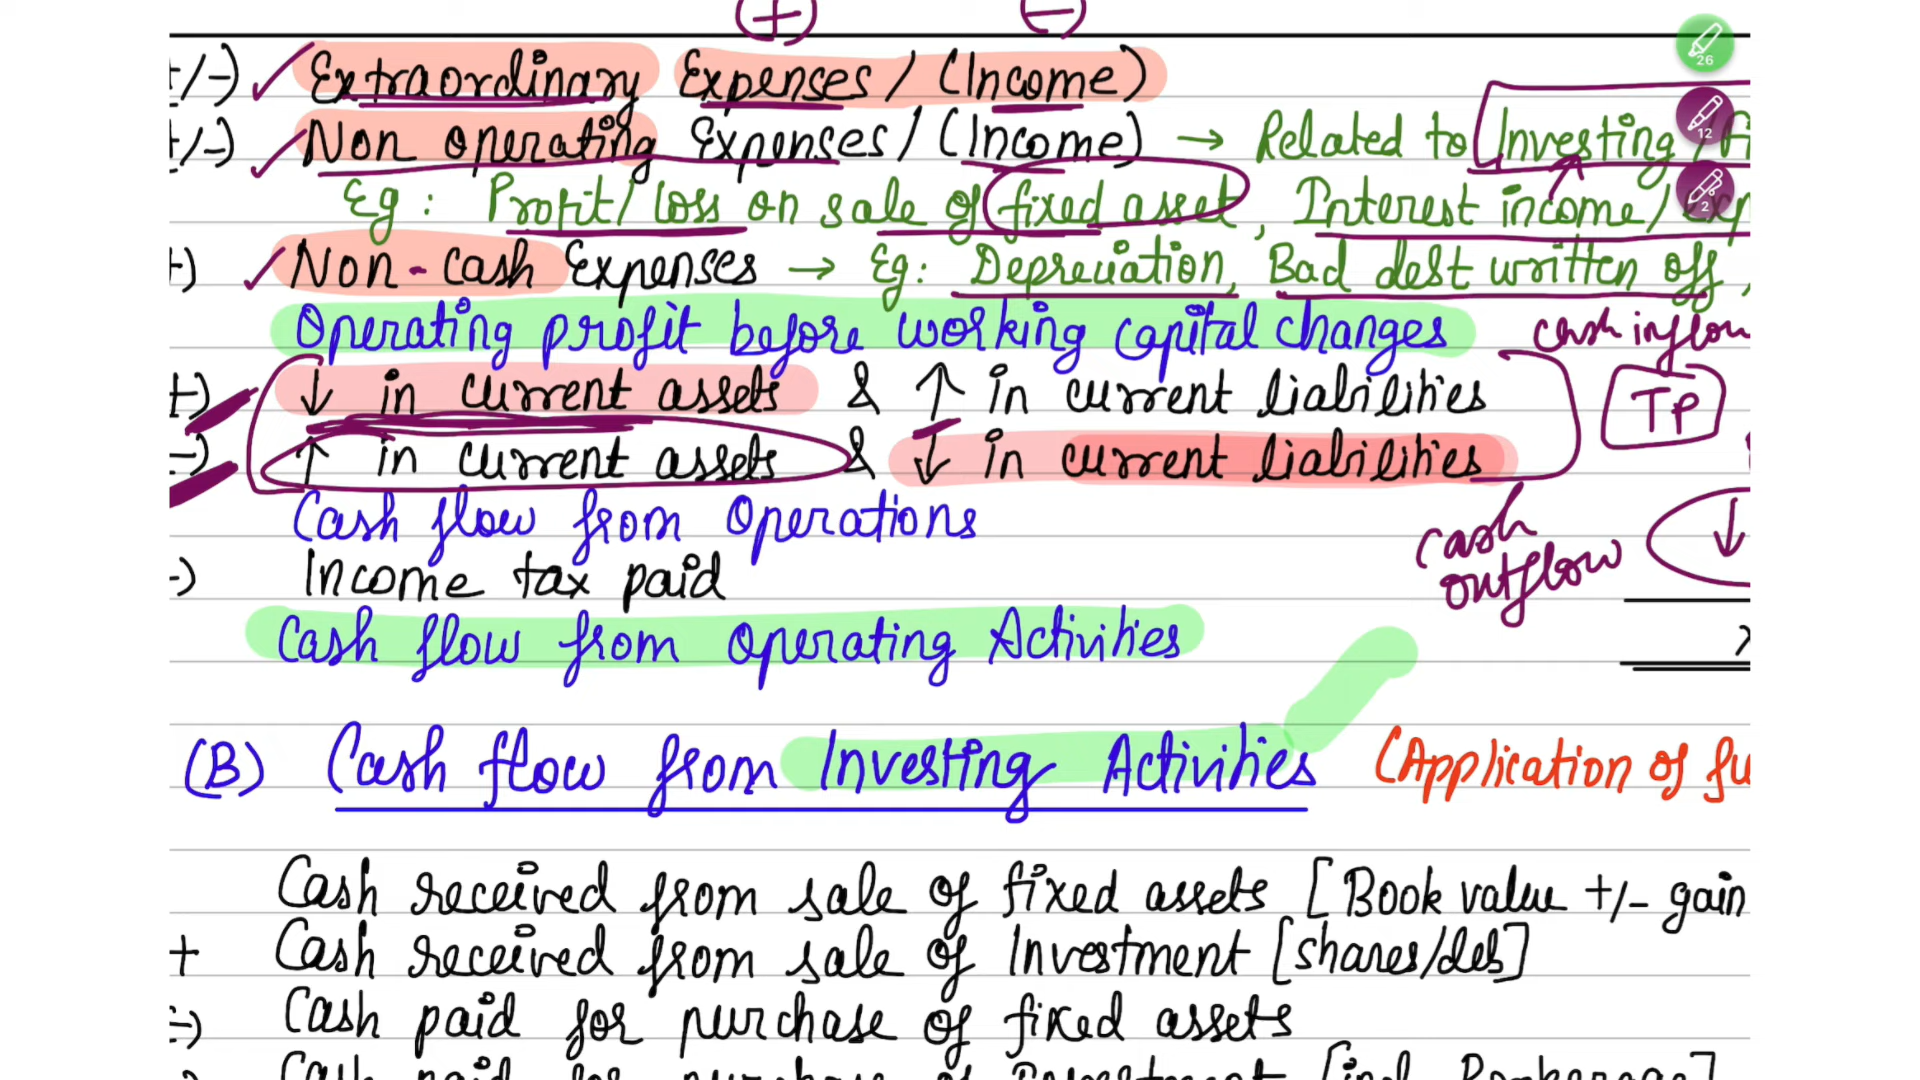 (+) (-)
+/-) ✓ Extraordinary Expenses / (Income)
+/-) ✓ Non operating Expenses / (Income) → Related to Investing /
Eg : Profit/loss on sale of fixed asset, Interest income/
+) ✓ Non-cash Expenses → Eg: Depreciation, Bad debt written off,
Operating profit before working capital changes
cash inflow
+) ↓ in current assets & ↑ in current liabilities
TP
-) ↑ in current assets & ↓ in current liabilities
Cash flow from Operations
cash outflow
↓
-) Income tax paid
Cash flow from Operating Activities
(B) Cash flow from Investing Activities (Application of
Cash received from sale of fixed assets [Book value +/- gain
+ Cash received from sale of Investment [shares/deb]
-) Cash paid for purchase of fixed assets
26
12
2